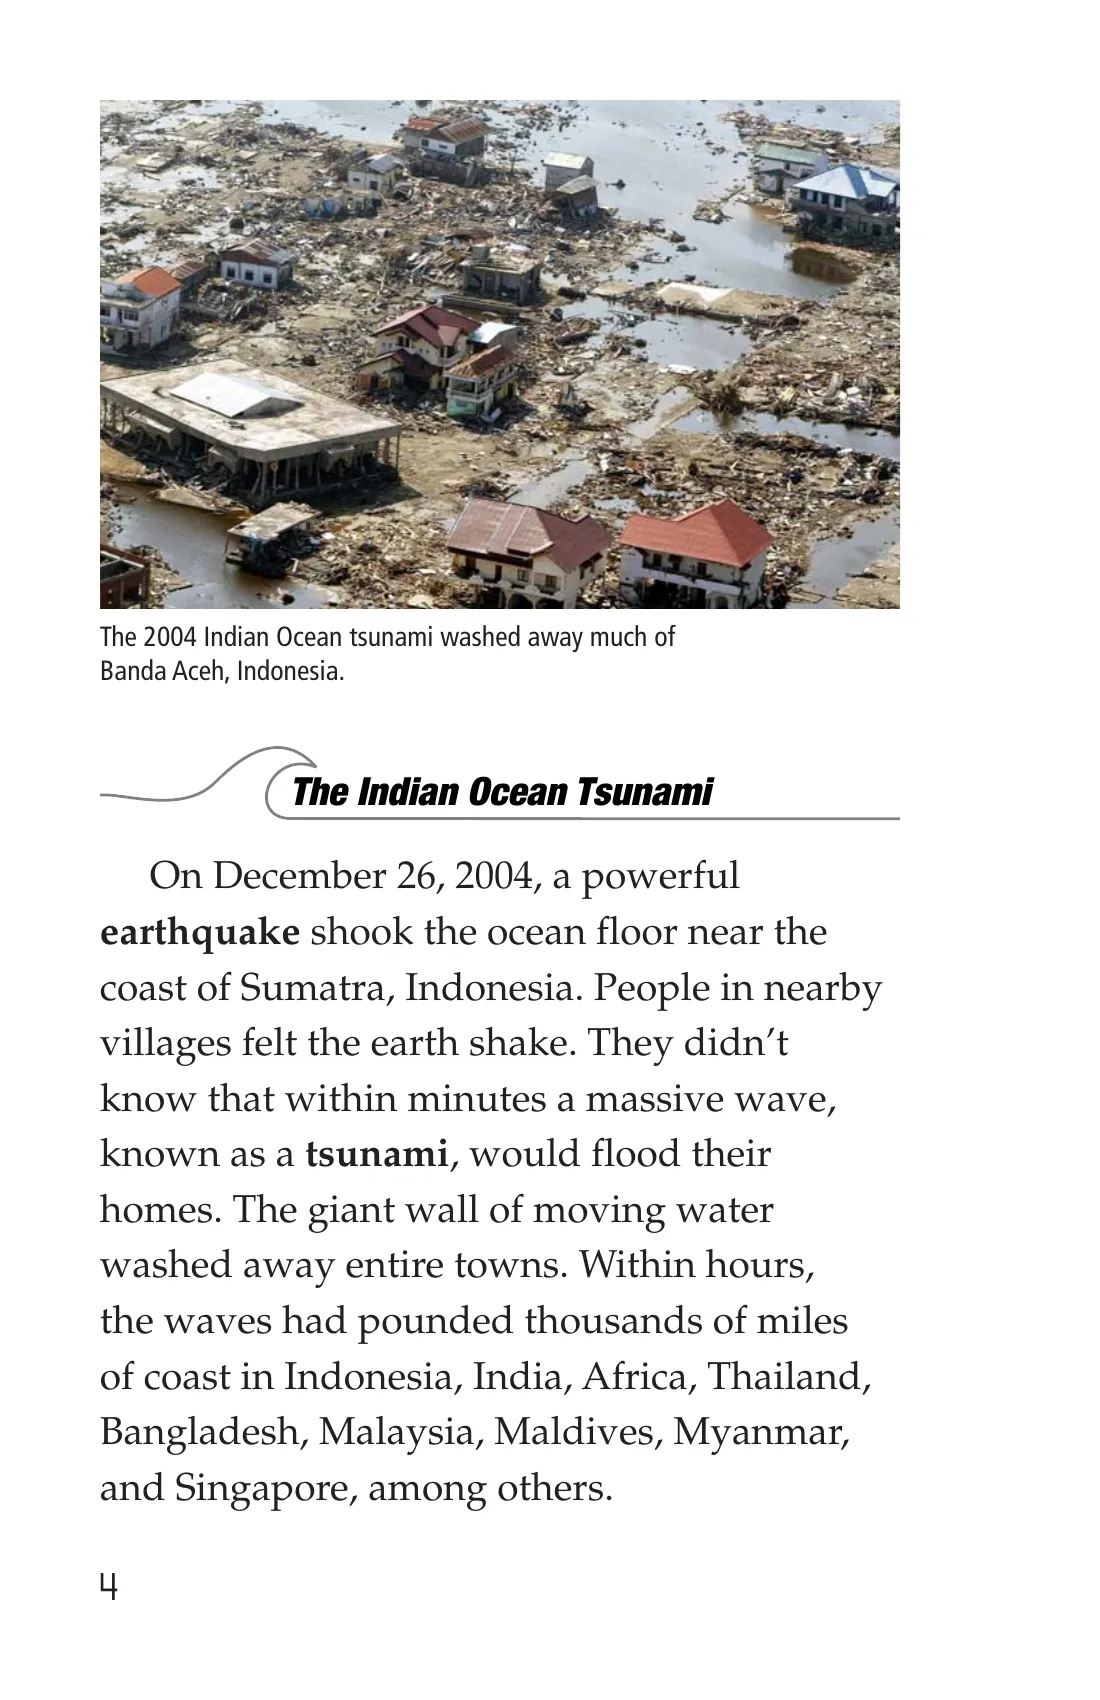 The 2004 Indian Ocean tsunami washed away much of
Banda Aceh, Indonesia.
The Indian Ocean Tsunami
On December 26, 2004, a powerful
earthquake shook the ocean floor near the
coast of Sumatra, Indonesia. People in nearby
villages felt the earth shake. They didn’t
know that within minutes a massive wave,
known as a tsunami, would flood their
homes. The giant wall of moving water
washed away entire towns. Within hours,
the waves had pounded thousands of miles
of coast in Indonesia, India, Africa, Thailand,
Bangladesh, Malaysia, Maldives, Myanmar,
and Singapore, among others.
4